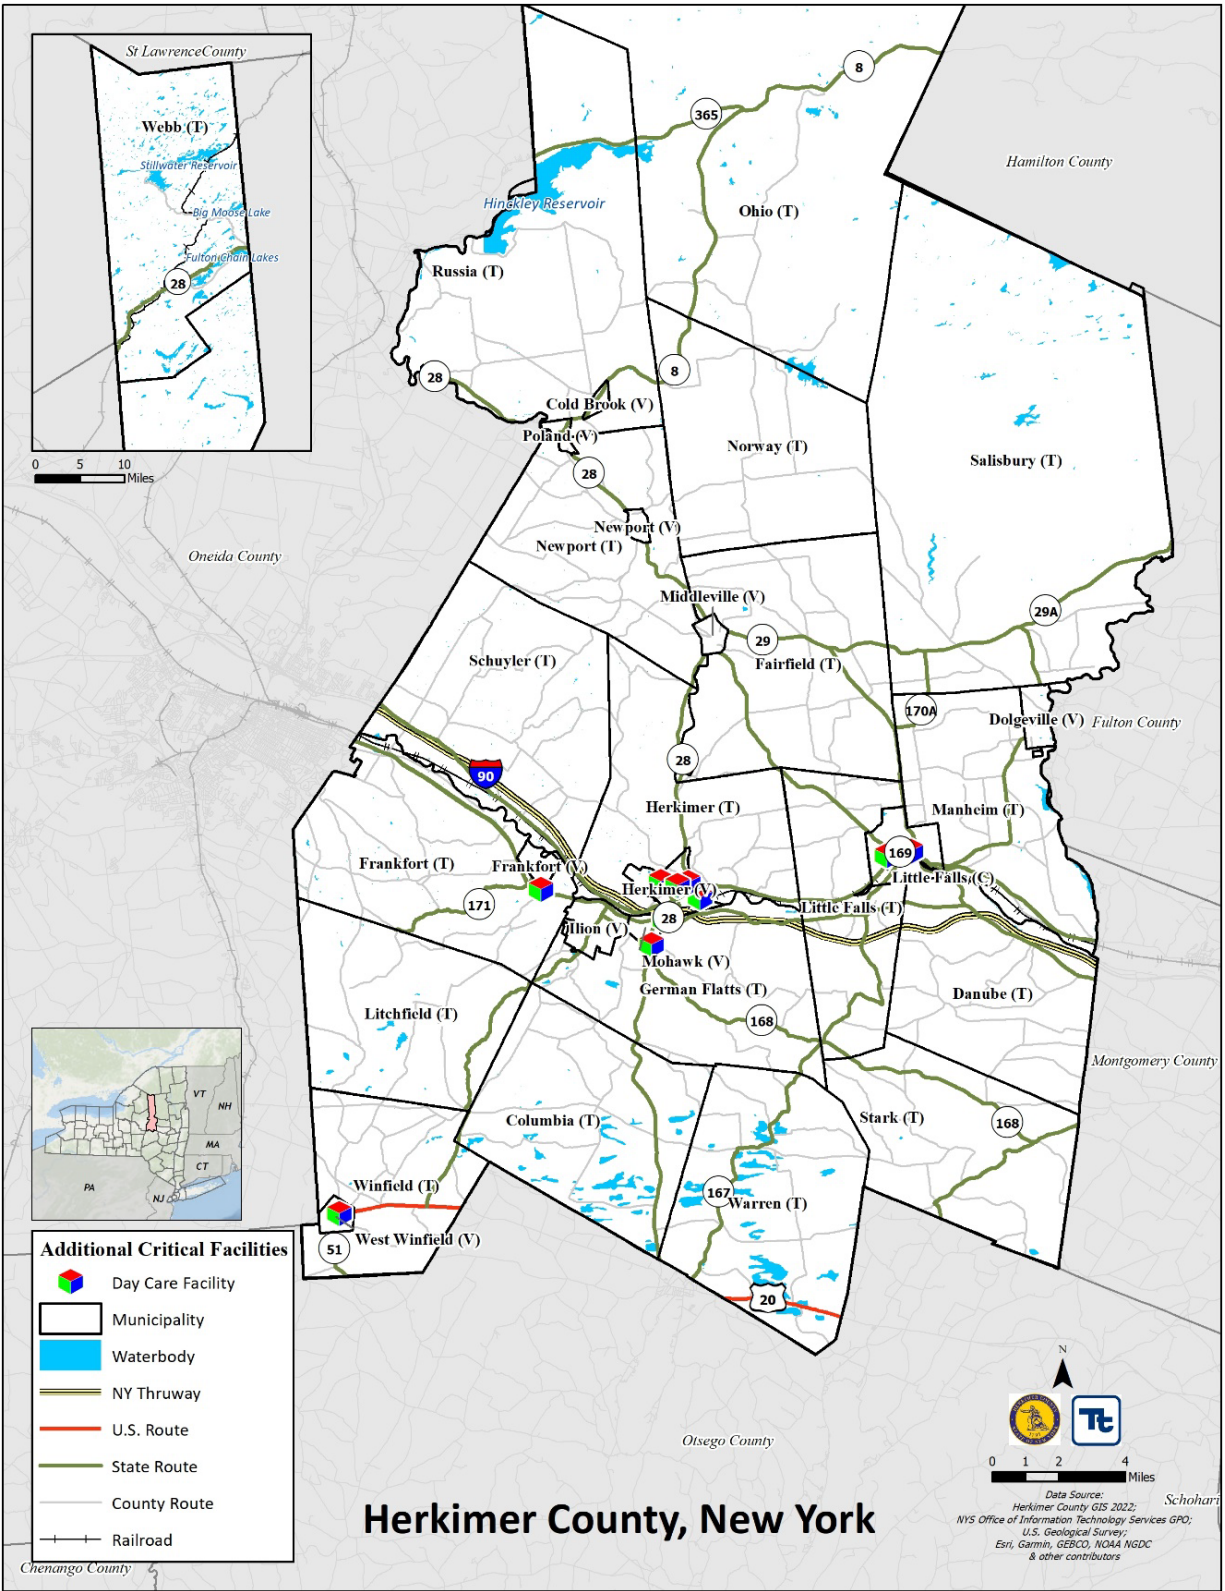 St LawrenceCounty
Webb (T)
Stillwater Reservoir
Big Moose Lake
Fulton Chain Lakes
28
0 5 10
Miles
8
365
Hamilton County
Hinckley Reservoir
Ohio (T)
Russia (T)
28
8
Cold Brook (V)
Poland (V)
Norway (T)
Salisbury (T)
28
Newport (V)
Newport (T)
Oneida County
Middleville (V)
29A
29
Schuyler (T)
Fairfield (T)
170A
Dolgeville (V)
Fulton County
28
90
Herkimer (T)
Manheim (T)
169
Frankfort (T)
Frankfort (V)
Little Falls (C)
Herkimer (V)
171
Little Falls (T)
28
Ilion (V)
Mohawk (V)
German Flatts (T)
Danube (T)
Litchfield (T)
168
Montgomery County
VT
NH
MA
CT
PA
NJ
Columbia (T)
Stark (T)
168
Winfield (T)
167
Warren (T)
West Winfield (V)
51
20
Additional Critical Facilities
Day Care Facility
Municipality
Waterbody
NY Thruway
U.S. Route
State Route
County Route
Railroad
Chenango County
Otsego County
N
Tt
0 1 2 4
Miles
Herkimer County, New York
Data Source:
Herkimer County GIS 2022;
NYS Office of Information Technology Services GPO;
U.S. Geological Survey;
Esri, Garmin, GEBCO, NOAA NGDC
& other contributors
Schohari